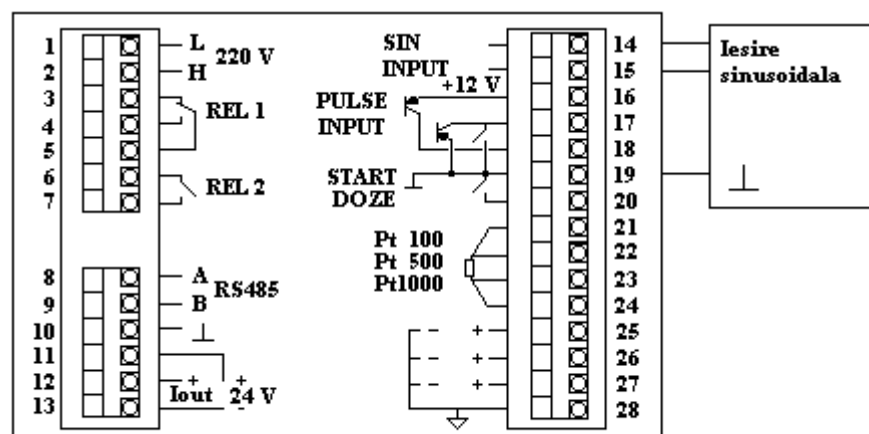 1 L 220 V
2 H
3
4 REL 1
5
6 REL 2
7
8 A RS485
9 B
10
11
12 + +
Iout 24 V
13 -
SIN 14
INPUT 15
+12 V 16
PULSE
INPUT 17
18
START 19
DOZE 20
21
Pt 100 22
Pt 500 23
Pt1000 24
- - + 25
- - + 26
- - + 27
28
Iesire
sinusoidala